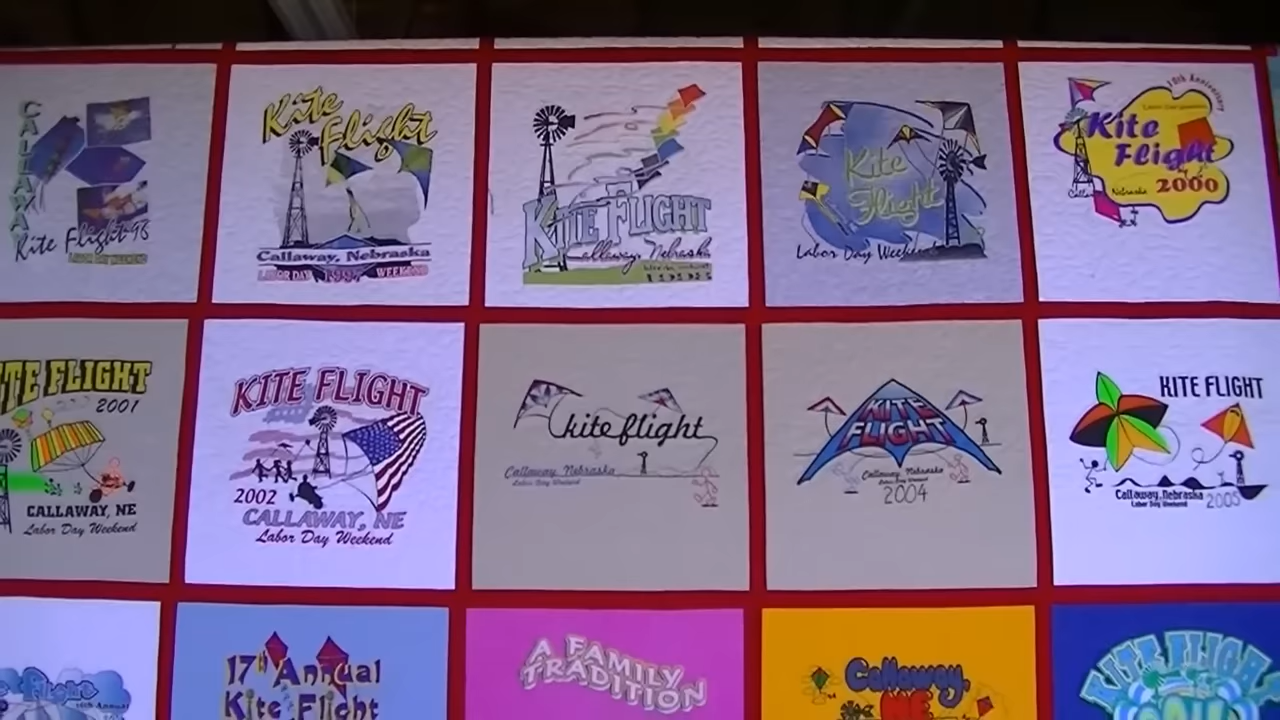 CALLAWAY
Kite Flight 96
LABOR DAY WEEKEND
Kite
Flight
Callaway, Nebraska
LABOR DAY 1997 WEEKEND
KITE FLIGHT
Callaway, Nebraska
Kite
Flight
Labor Day Weekend
10th Anniversary
Kite
Flight
2000
Nebraska
ITE FLIGHT
2001
CALLAWAY, NE
Labor Day Weekend
KITE FLIGHT
2002
CALLAWAY, NE
Labor Day Weekend
kite flight
Callaway, Nebraska
Labor Day Weekend
KITE
FLIGHT
Callaway, Nebraska
Labor Day Weekend
2004
KITE FLIGHT
Callaway, Nebraska
Labor Day Weekend 2005
Flight
17th Annual
Kite Flight
A FAMILY
TRADITION
Callaway,
NE
KITE FLIGHT